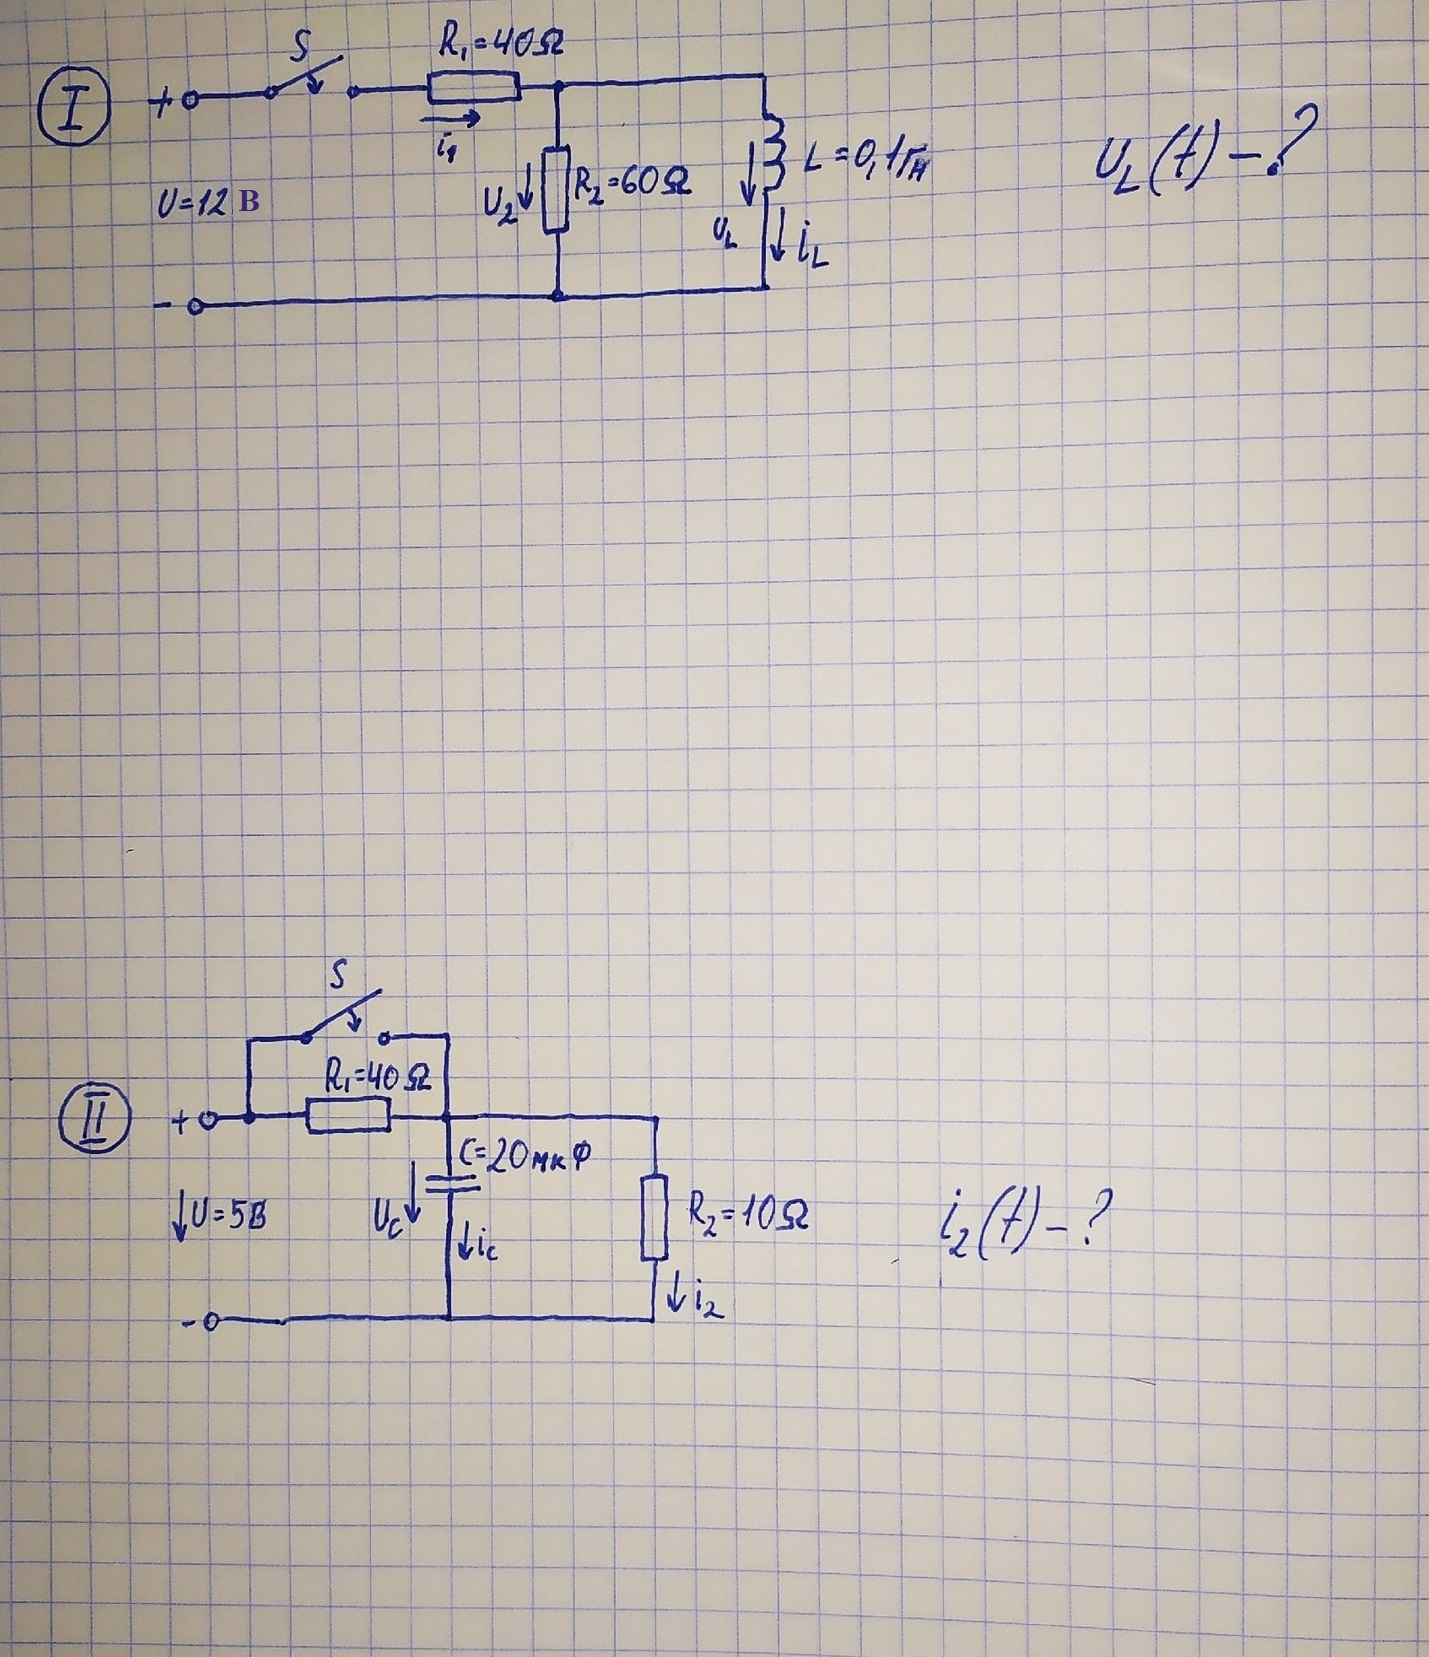 I
S
R₁=40Ω
+
i₁
U=12 В
U₂
R₂=60Ω
u_L
i_L
L=0,1Гн
u_L(t)-?
-
II
S
R₁=40Ω
+
C=20мкФ
U=5В
U_C
i_C
R₂=10Ω
i₂
i₂(t)-?
-